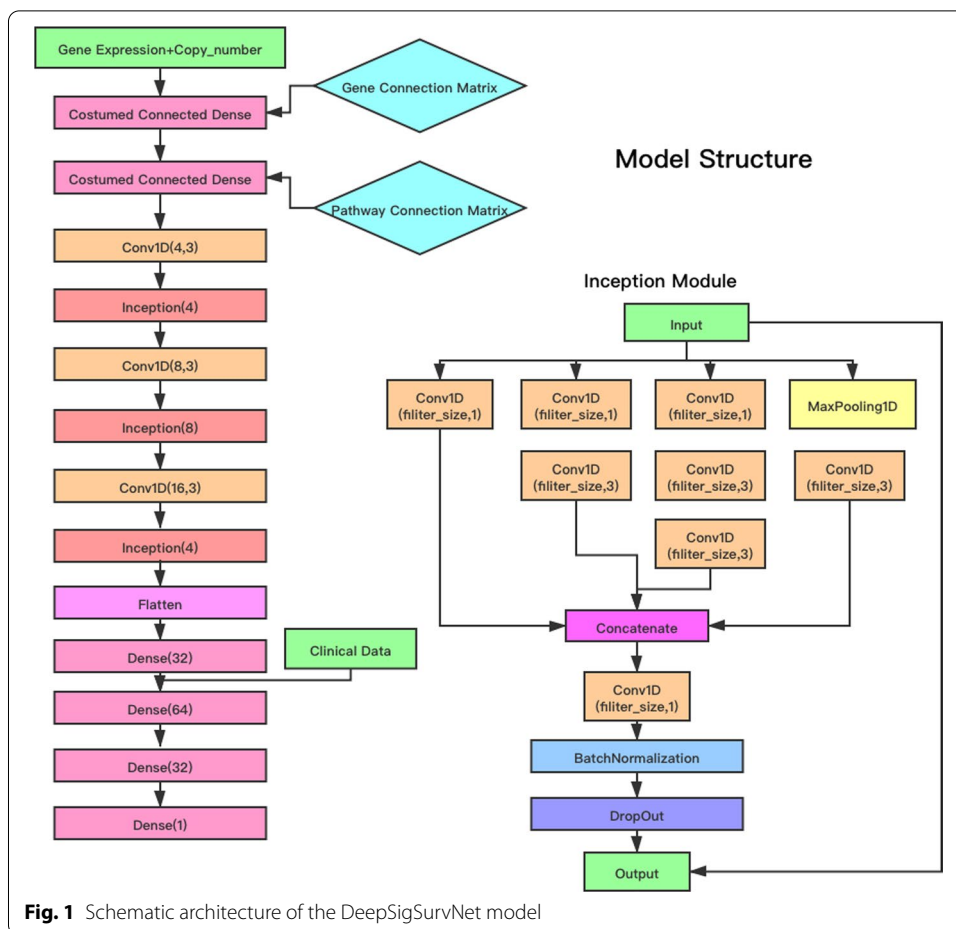 Gene Expression+Copy_number
Gene Connection Matrix
Costumed Connected Dense
Model Structure
Costumed Connected Dense
Pathway Connection Matrix
Conv1D(4,3)
Inception(4)
Conv1D(8,3)
Inception(8)
Conv1D(16,3)
Inception(4)
Flatten
Dense(32)
Clinical Data
Dense(64)
Dense(32)
Dense(1)
Inception Module
Input
Conv1D
(filiter_size,1)
Conv1D
(filiter_size,1)
Conv1D
(filiter_size,1)
MaxPooling1D
Conv1D
(filiter_size,3)
Conv1D
(filiter_size,3)
Conv1D
(filiter_size,3)
Conv1D
(filiter_size,3)
Concatenate
Conv1D
(filiter_size,1)
BatchNormalization
DropOut
Output
Fig. 1 Schematic architecture of the DeepSigSurvNet model